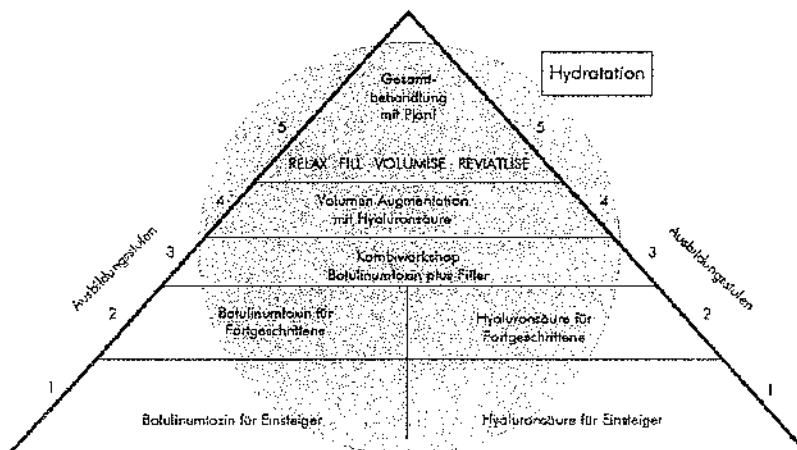 Hydratation
Gesamt-
behandlung
mit Plan!
5
5
RELAX FILL VOLUMISE REVIATLISE
4
4
Volumen Augmentation
mit Hyaluronsäure
3
3
Kombiworkshop
Botulinumtoxin plus Filler
Ausbildungsstufen
Ausbildungsstufen
2
2
Botulinumtoxin für
Fortgeschrittene
Hyaluronsäure für
Fortgeschrittene
1
1
Botulinumtoxin für Einsteiger
Hyaluronsäure für Einsteiger